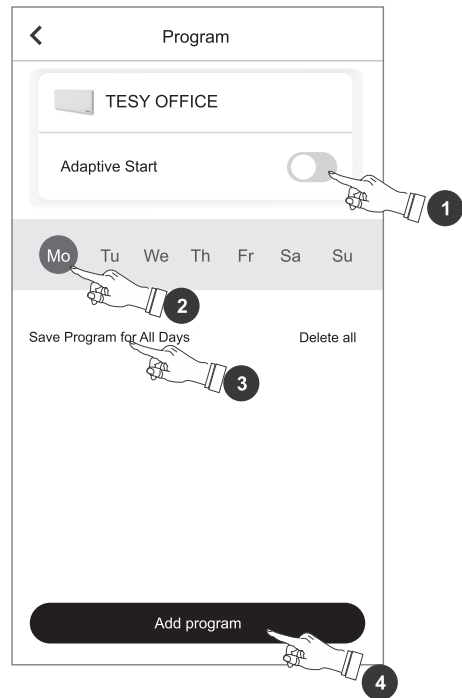 Program
TESY OFFICE
Adaptive Start
1
Mo Tu We Th Fr Sa Su
2
Save Program for All Days Delete all
3
Add program
4